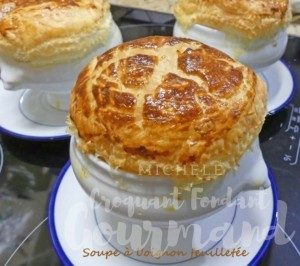 MICHELE
Croquant Fondant
Gourmand
Soupe à l'oignon feuilletée